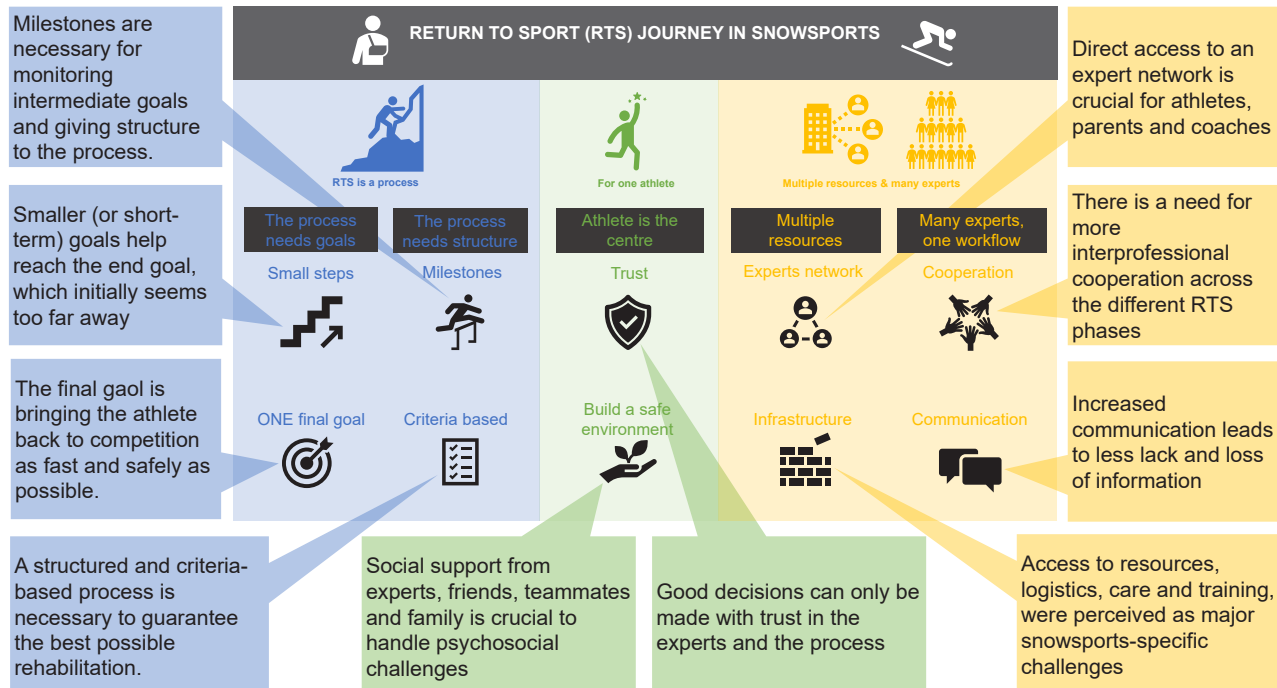 RETURN TO SPORT (RTS) JOURNEY IN SNOWSPORTS
Milestones are
necessary for
monitoring
intermediate goals
and giving structure
to the process.
Smaller (or short-
term) goals help
reach the end goal,
which initially seems
too far away
The final gaol is
bringing the athlete
back to competition
as fast and safely as
possible.
A structured and criteria-
based process is
necessary to guarantee
the best possible
rehabilitation.
RTS is a process
The process
needs goals
The process
needs structure
Small steps
Milestones
ONE final goal
Criteria based
For one athlete
Athlete is the
centre
Trust
Build a safe
environment
Social support from
experts, friends, teammates
and family is crucial to
handle psychosocial
challenges
Good decisions can only be
made with trust in the
experts and the process
Multiple resources & many experts
Multiple
resources
Many experts,
one workflow
Experts network
Cooperation
Infrastructure
Communication
Direct access to an
expert network is
crucial for athletes,
parents and coaches
There is a need for
more
interprofessional
cooperation across
the different RTS
phases
Increased
communication leads
to less lack and loss
of information
Access to resources,
logistics, care and training,
were perceived as major
snowsports-specific
challenges